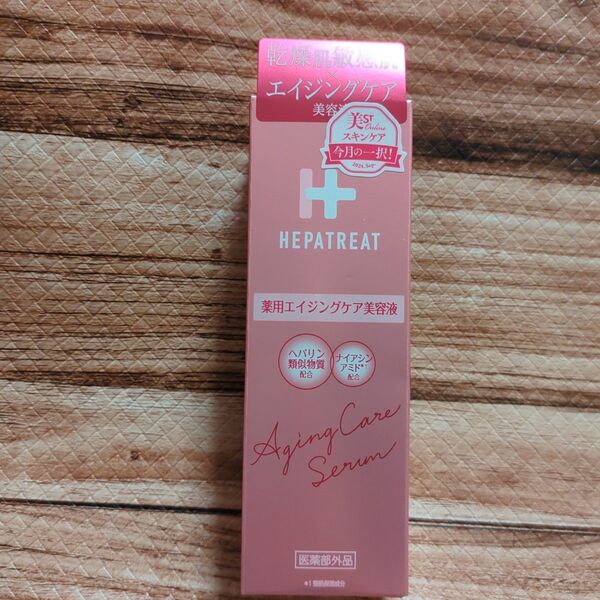 乾燥肌敏感肌
×
エイジングケア
美容液
美ST
Online
スキンケア
今月の一択!
HEPATREAT
薬用エイジングケア美容液
ヘパリン
類似物質
配合
ナイアシン
アミド*1
配合
Aging Care
Serum
医薬部外品